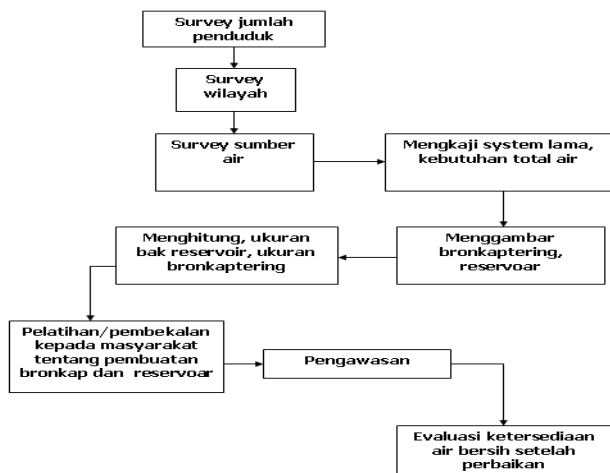 Survey jumlah
penduduk
Survey
wilayah
Survey sumber
air
Mengkaji system lama,
kebutuhan total air
Menggambar
bronkaptering,
reservoar
Menghitung, ukuran
bak reservoir, ukuran
bronkaptering
Pelatihan/pembekalan
kepada masyarakat
tentang pembuatan
bronkap dan reservoar
Pengawasan
Evaluasi ketersediaan
air bersih setelah
perbaikan